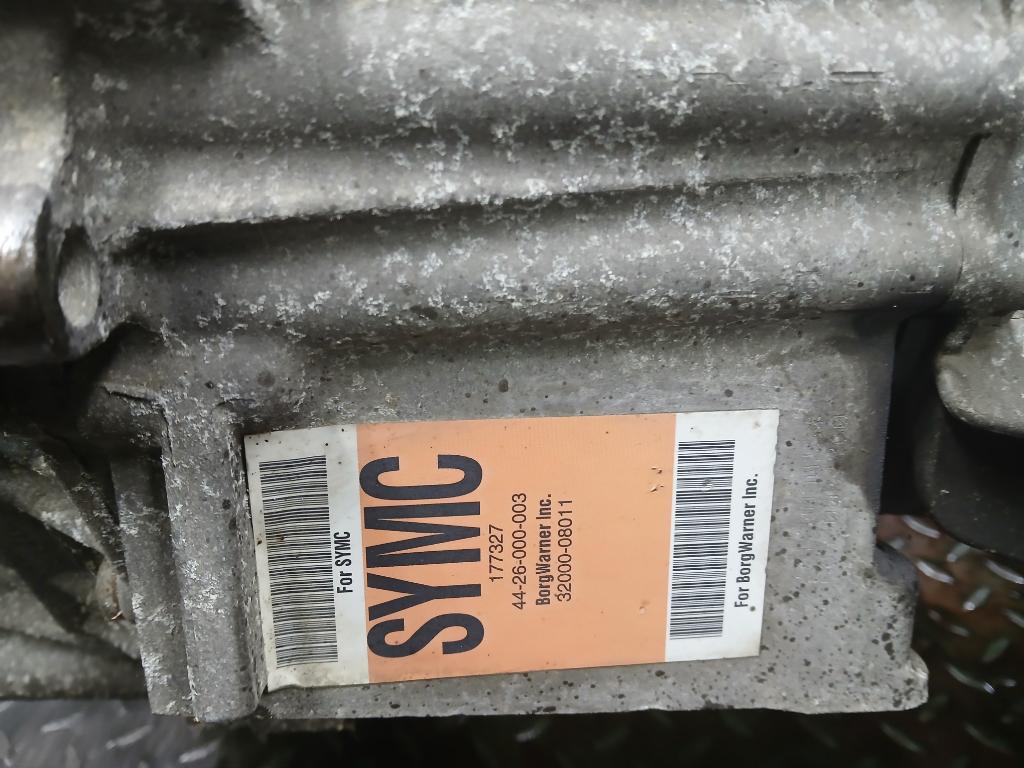 For SYMC
SYMC
177327
44-26-000-003
BorgWarner Inc.
32000-08011
For BorgWarner Inc.